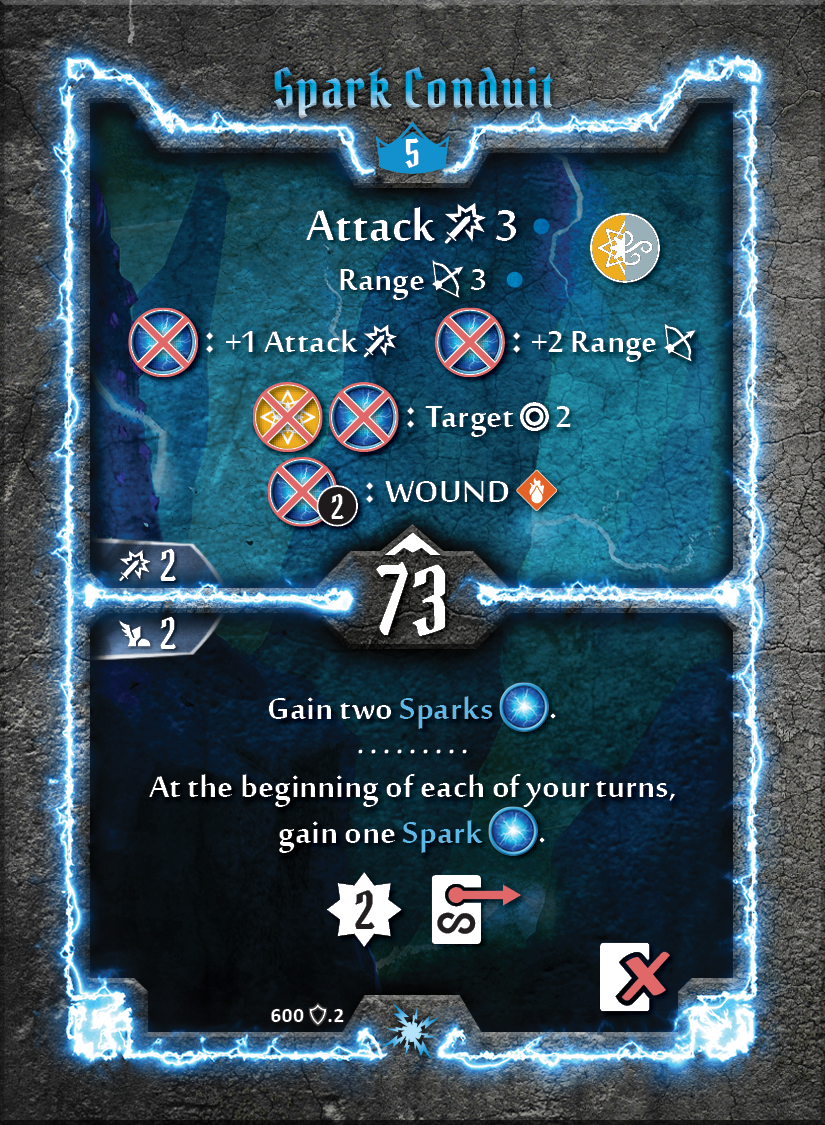 Spark Conduit
5
Attack 3
Range 3
: +1 Attack : +2 Range
: Target 2
2 : WOUND
2
73
2
Gain two Sparks .
.........
At the beginning of each of your turns,
gain one Spark .
2 ∞
600 .2